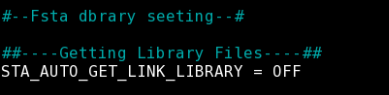 #--Fsta dbrary seeting--#
##----Getting Library Files----##
STA_AUTO_GET_LINK_LIBRARY = OFF